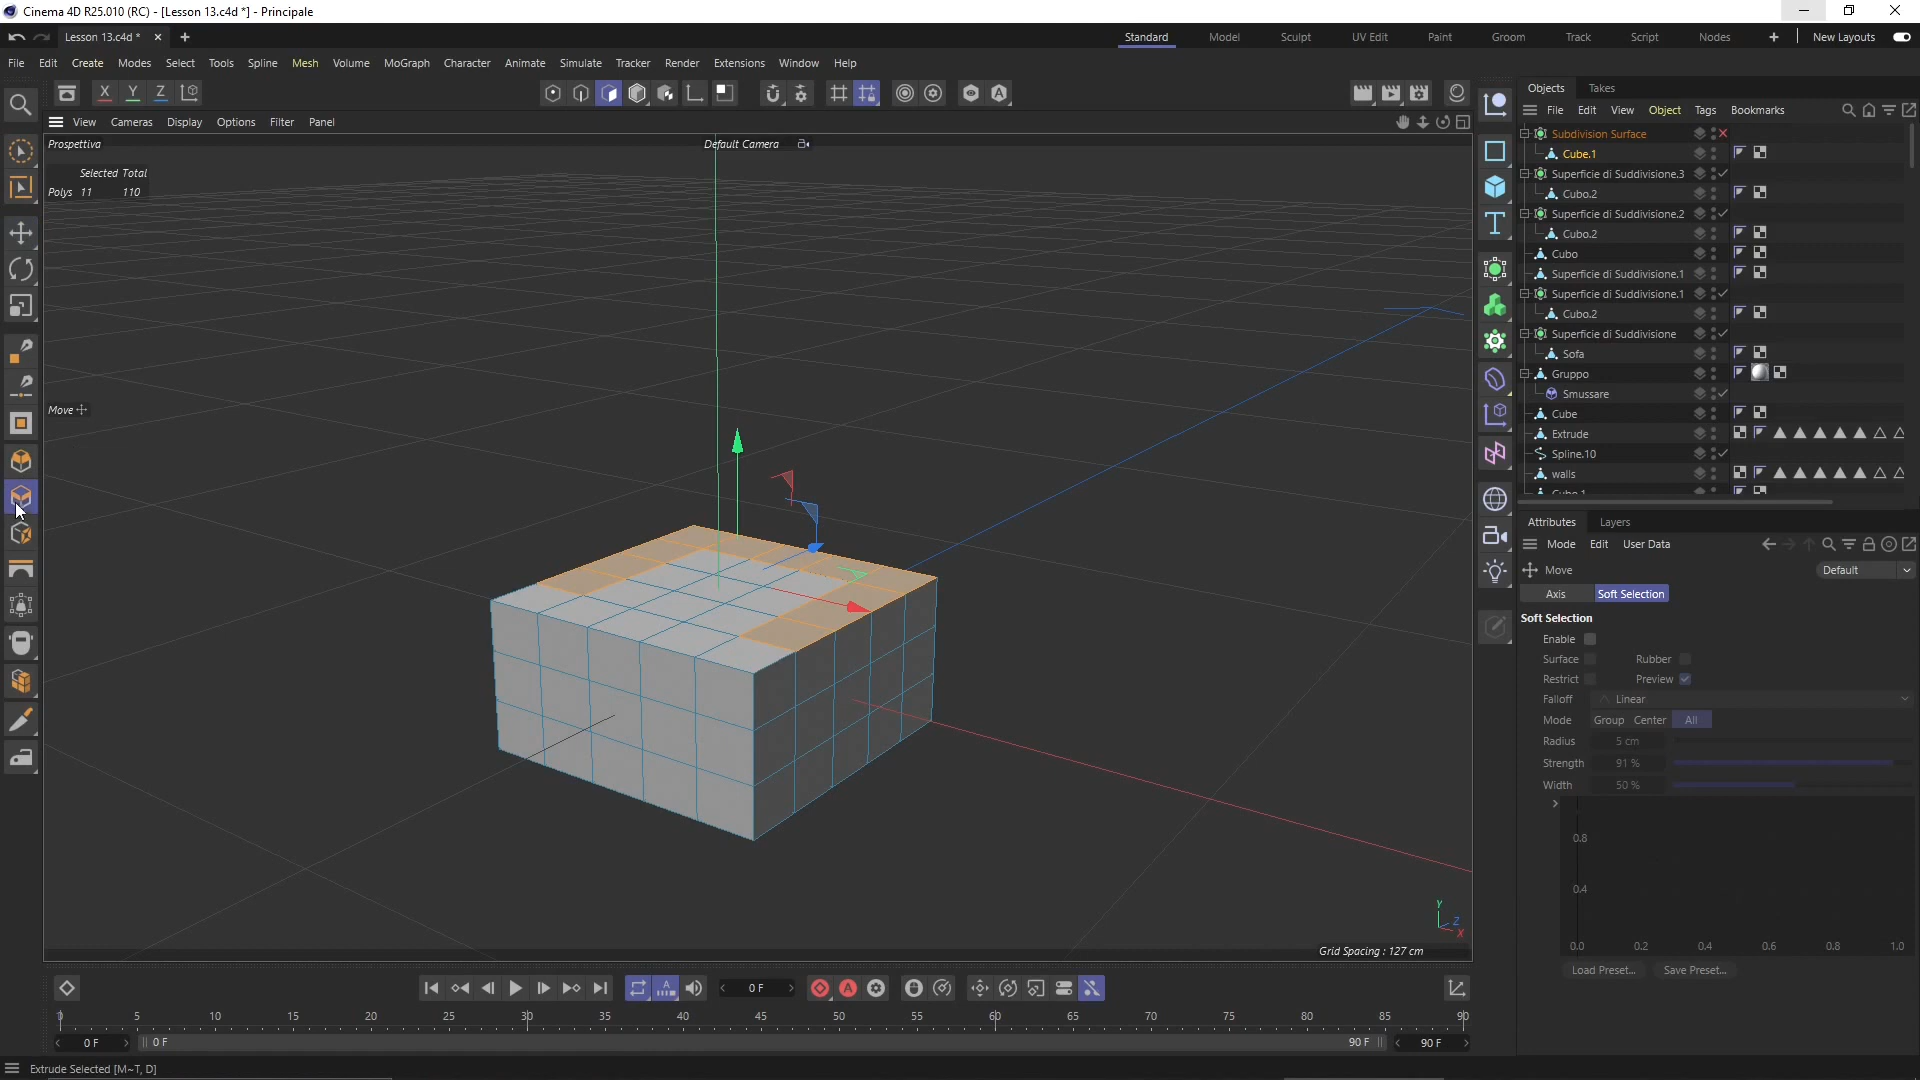 Cinema 4D R25.010 (RC) - [Lesson 13.c4d *] - Principale
Lesson 13.c4d *
Standard Model Sculpt UV Edit Paint Groom Track Script Nodes New Layouts
File Edit Create Modes Select Tools Spline Mesh Volume MoGraph Character Animate Simulate Tracker Render Extensions Window Help
X Y Z
View Cameras Display Options Filter Panel
Prospettiva
Default Camera
Selected Total
Polys 11 110
Move
Y
Z
X
Grid Spacing : 127 cm
Objects Takes
File Edit View Object Tags Bookmarks
Subdivision Surface
Cube.1
Superficie di Suddivisione.3
Cubo.2
Superficie di Suddivisione.2
Cubo.2
Cubo
Superficie di Suddivisione.1
Superficie di Suddivisione.1
Cubo.2
Superficie di Suddivisione
Sofa
Gruppo
Smussare
Cube
Extrude
Spline.10
walls
Cubo.1
Attributes Layers
Mode Edit User Data
Move
Default
Axis Soft Selection
Soft Selection
Enable
Surface Rubber
Restrict Preview
Falloff Linear
Mode Group Center All
Radius 5 cm
Strength 91 %
Width 50 %
0.8
0.4
0.0 0.2 0.4 0.6 0.8 1.0
Load Preset... Save Preset...
0 F
0 5 10 15 20 25 30 35 40 45 50 55 60 65 70 75 80 85 90
0 F 0 F 90 F 90 F
Extrude Selected [M~T, D]